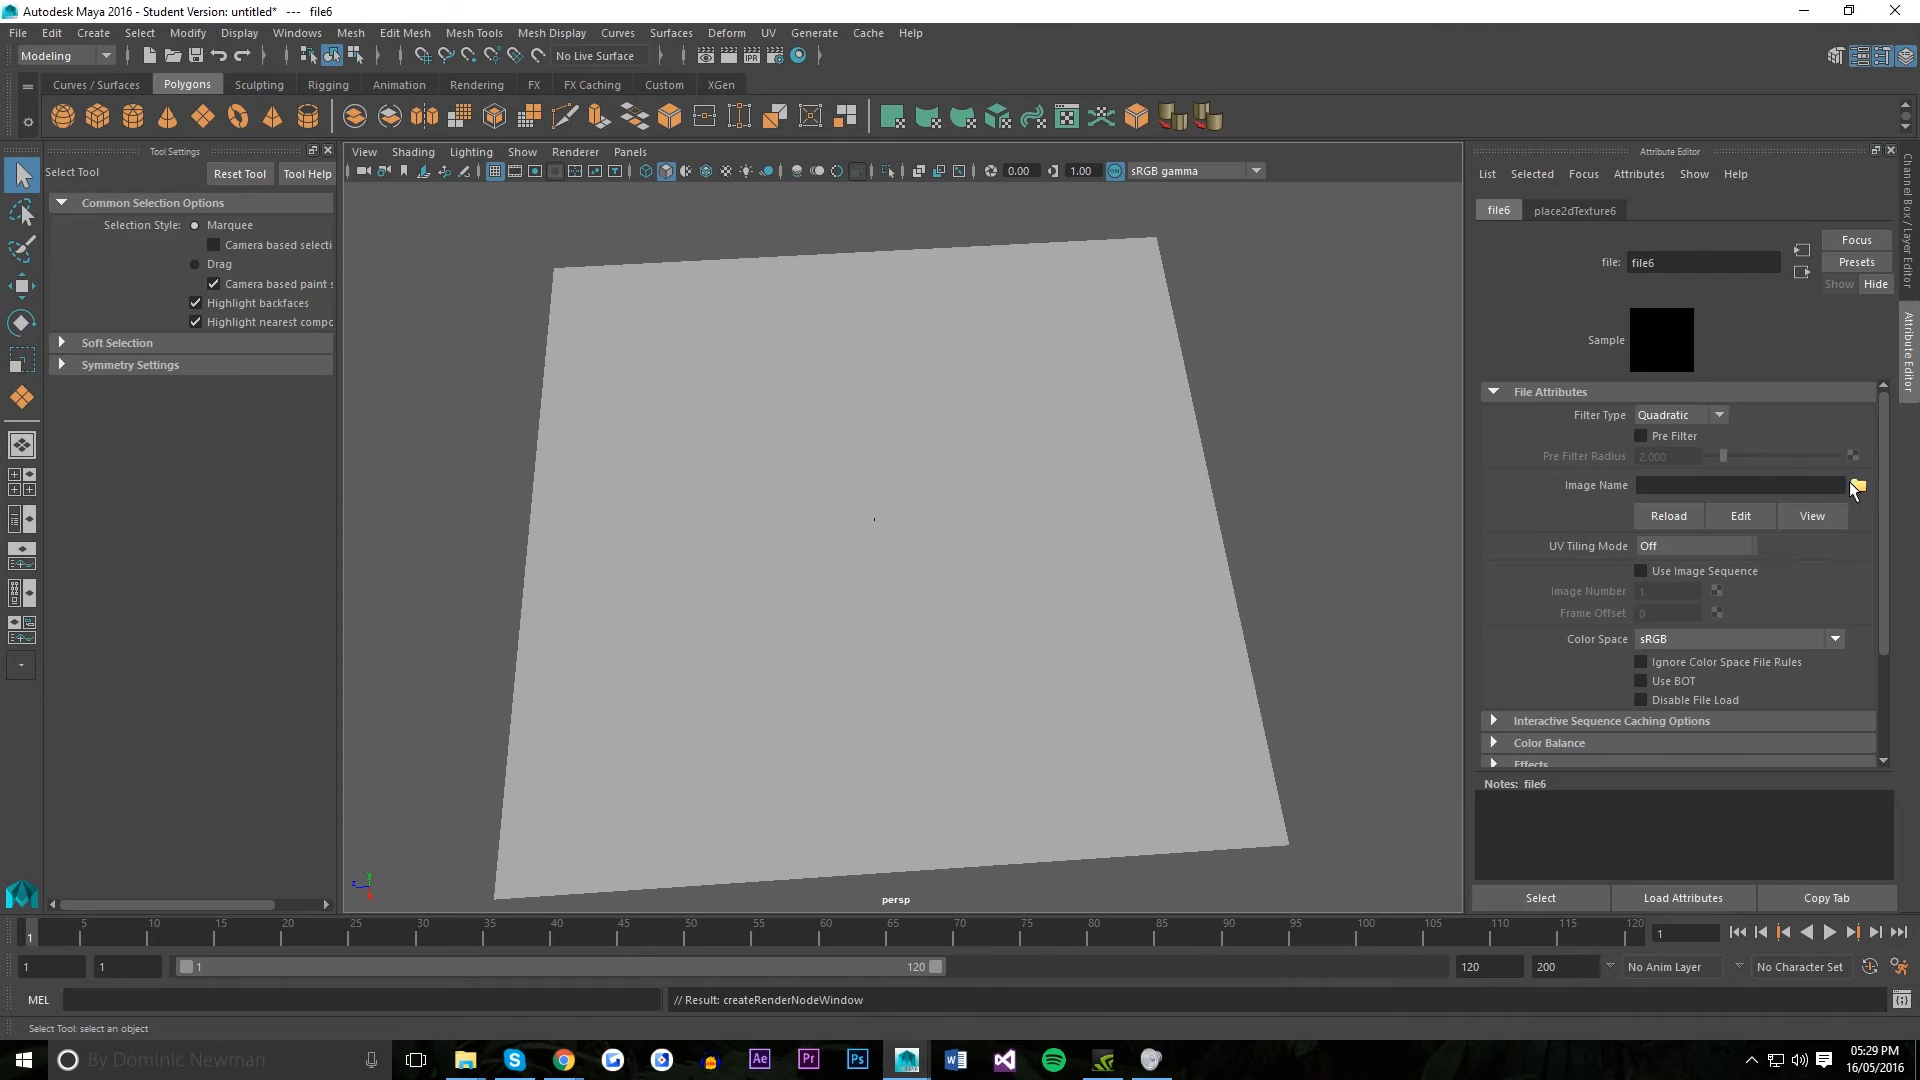 Autodesk Maya 2016 - Student Version: untitled* --- file6
File Edit Create Select Modify Display Windows Mesh Edit Mesh Mesh Tools Mesh Display Curves Surfaces Deform UV Generate Cache Help
Modeling No Live Surface
Curves / Surfaces Polygons Sculpting Rigging Animation Rendering FX FX Caching Custom XGen
Tool Settings
Select Tool Reset Tool Tool Help
Common Selection Options
Selection Style: Marquee
Camera based selecti
Drag
Camera based paint s
Highlight backfaces
Highlight nearest compo
Soft Selection
Symmetry Settings
View Shading Lighting Show Renderer Panels
0.00 1.00 ON sRGB gamma
persp
Attribute Editor
List Selected Focus Attributes Show Help
file6 place2dTexture6
file: file6
Focus
Presets
Show Hide
Sample
File Attributes
Filter Type Quadratic
Pre Filter
Pre Filter Radius 2.000
Image Name
Reload Edit View
UV Tiling Mode Off
Use Image Sequence
Image Number 1
Frame Offset 0
Color Space sRGB
Ignore Color Space File Rules
Use BOT
Disable File Load
Interactive Sequence Caching Options
Color Balance
Effects
Notes: file6
Select Load Attributes Copy Tab
Channel Box / Layer Editor
Attribute Editor
1 5 10 15 20 25 30 35 40 45 50 55 60 65 70 75 80 85 90 95 100 105 110 115 120 1
1 1 1 120 120 200 No Anim Layer No Character Set
MEL // Result: createRenderNodeWindow
Select Tool: select an object
By Dominic Newman
Ae Pr Ps
05:29 PM
16/05/2016